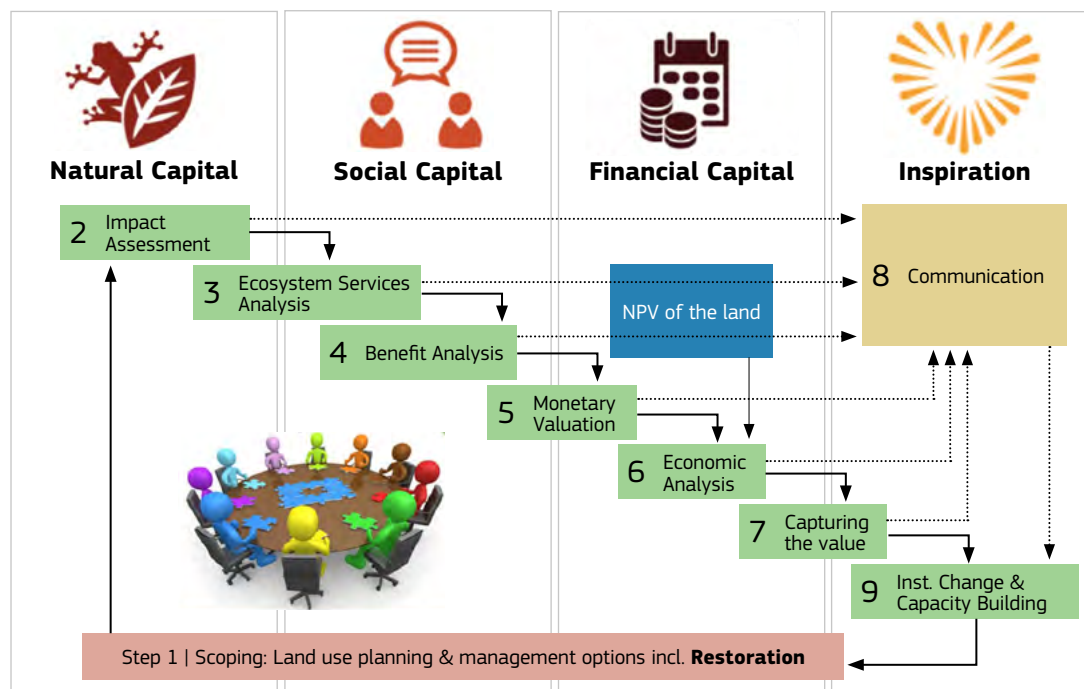 Natural Capital
Social Capital
Financial Capital
Inspiration
2 Impact
Assessment
3 Ecosystem Services
Analysis
4 Benefit Analysis
NPV of the land
8 Communication
5 Monetary
Valuation
6 Economic
Analysis
7 Capturing
the value
9 Inst. Change &
Capacity Building
Step 1 | Scoping: Land use planning & management options incl. Restoration